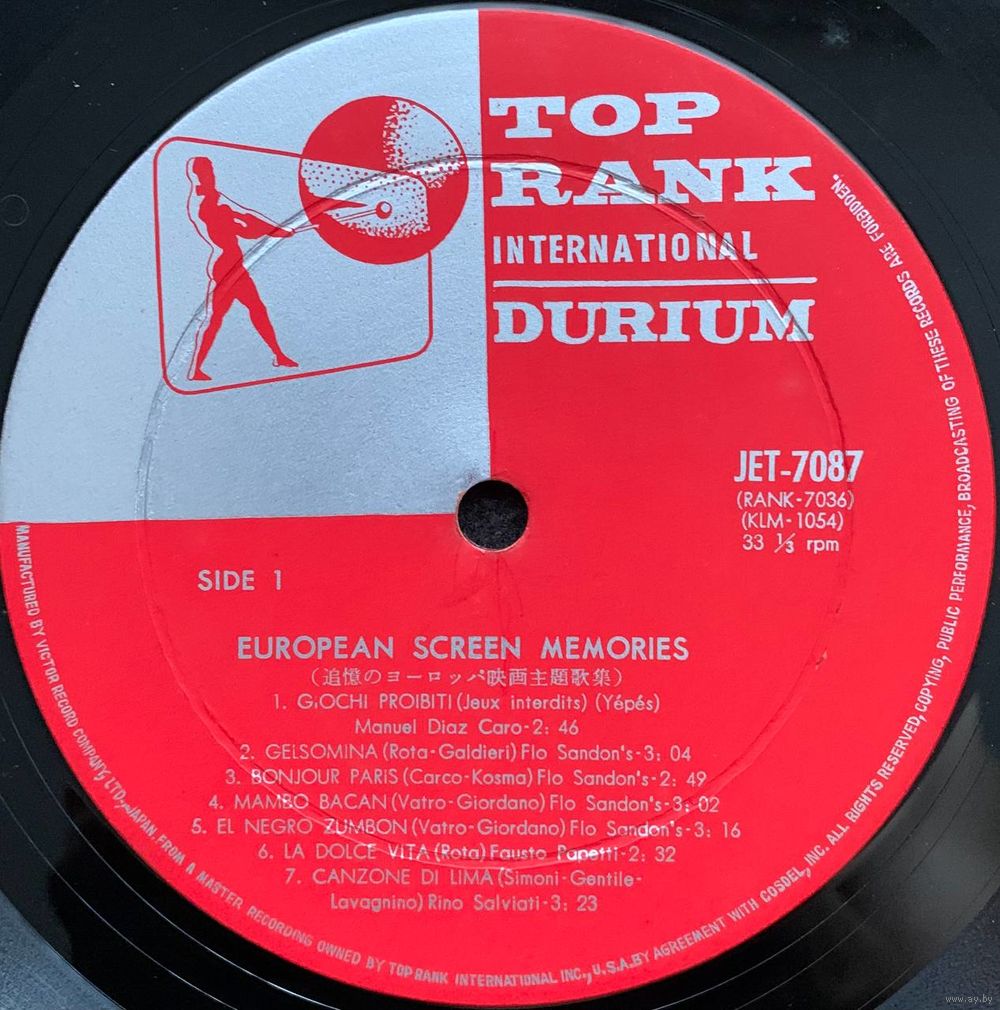 TOP
RANK
INTERNATIONAL
DURIUM
JET-7087
(RANK-7036)
(KLM-1054)
33 ⅓ rpm
SIDE 1
EUROPEAN SCREEN MEMORIES
(追憶のヨーロッパ映画主題歌集)
1. GIOCHI PROIBITI (Jeux interdits) (Yépés)
Manuel Diaz Caro-2: 46
2. GELSOMINA (Rota-Galdieri) Flo Sandon's-3: 04
3. BONJOUR PARIS (Carco-Kosma) Flo Sandon's-2: 49
4. MAMBO BACAN (Vatro-Giordano) Flo Sandon's-3: 02
5. EL NEGRO ZUMBON (Vatro-Giordano) Flo Sandon's-3: 16
6. LA DOLCE VITA (Rota) Fausto Papetti-2: 32
7. CANZONE DI LIMA (Simoni-Gentile-
Lavagnino) Rino Salviati-3: 23
MANUFACTURED BY VICTOR RECORD COMPANY, LTD., JAPAN, FROM A MASTER RECORDING OWNED BY TOP RANK INTERNATIONAL INC., U.S.A. BY AGREEMENT WITH COSDEL, INC. ALL RIGHTS RESERVED, COPYING, PUBLIC PERFORMANCE, BROADCASTING OF THESE RECORDS ARE FORBIDDEN.
www.ay.by